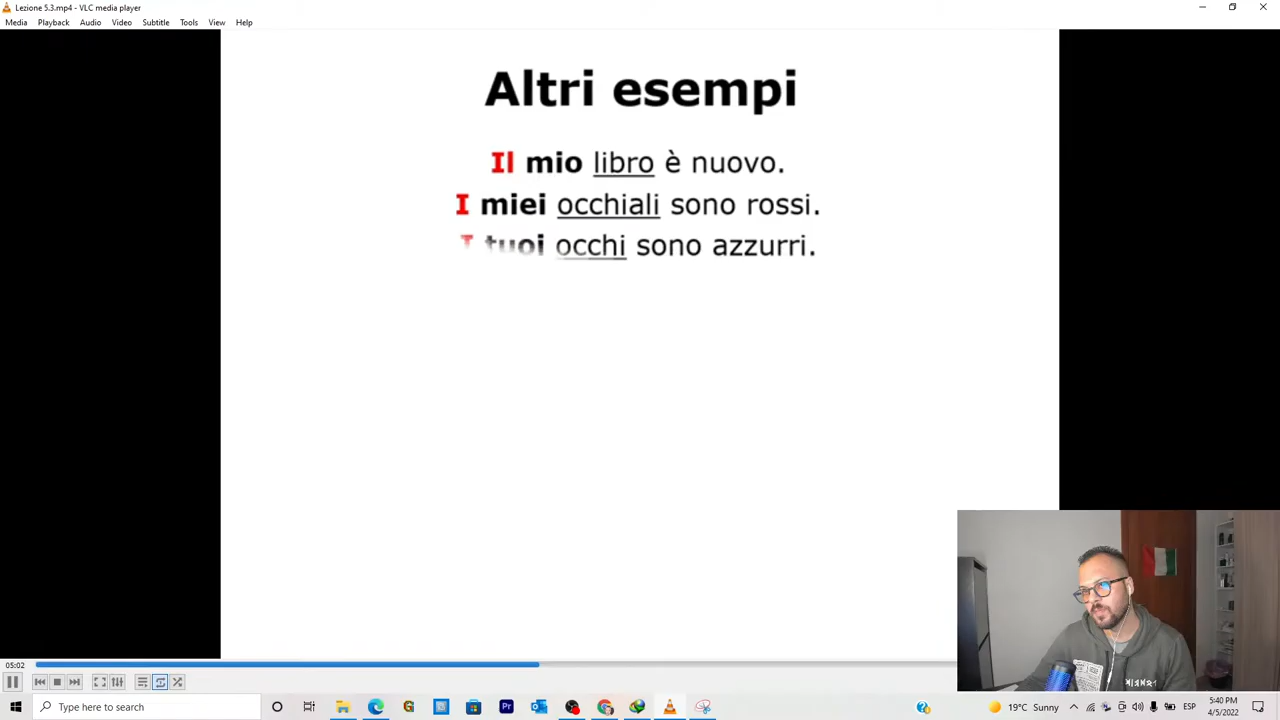 Lezione 5.3.mp4 - VLC media player
Media Playback Audio Video Subtitle Tools View Help
Altri esempi
Il mio libro è nuovo.
I miei occhiali sono rossi.
I tuoi occhi sono azzurri.
05:02
Type here to search
19°C Sunny
ESP
5:40 PM
4/5/2022